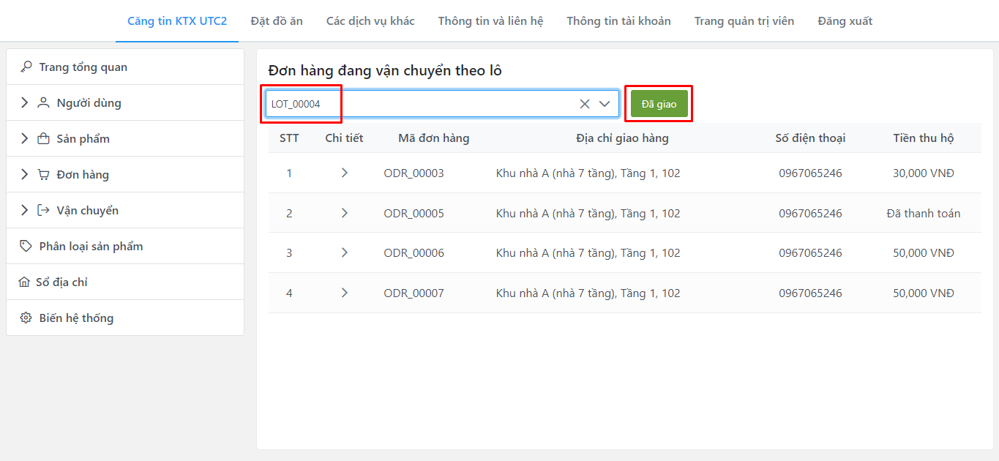 Căng tin KTX UTC2 Đặt đồ ăn Các dịch vụ khác Thông tin và liên hệ Thông tin tài khoản Trang quản trị viên Đăng xuất
Trang tổng quan
Người dùng
Sản phẩm
Đơn hàng
Vận chuyển
Phân loại sản phẩm
Sổ địa chỉ
Biến hệ thống
Đơn hàng đang vận chuyển theo lô
LOT_00004 Đã giao
STT Chi tiết Mã đơn hàng Địa chỉ giao hàng Số điện thoại Tiền thu hộ
1 ODR_00003 Khu nhà A (nhà 7 tầng), Tầng 1, 102 0967065246 30,000 VNĐ
2 ODR_00005 Khu nhà A (nhà 7 tầng), Tầng 1, 102 0967065246 Đã thanh toán
3 ODR_00006 Khu nhà A (nhà 7 tầng), Tầng 1, 102 0967065246 50,000 VNĐ
4 ODR_00007 Khu nhà A (nhà 7 tầng), Tầng 1, 102 0967065246 50,000 VNĐ